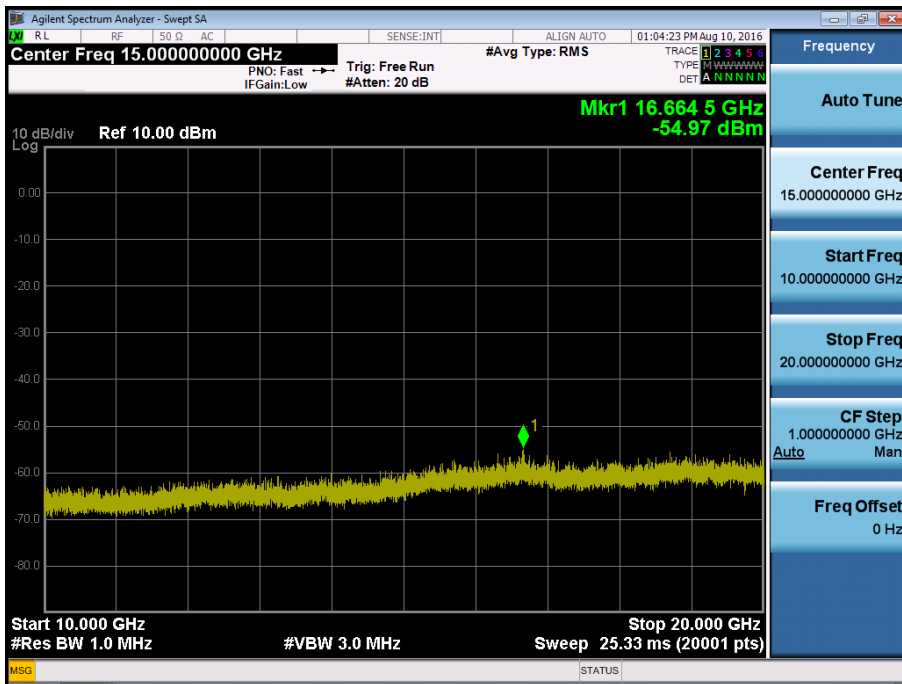 Agilent Spectrum Analyzer - Swept SA
LXI RL RF 50 Ω AC SENSE:INT ALIGN AUTO 01:04:23 PM Aug 10, 2016
Center Freq 15.000000000 GHz
PNO: Fast
IFGain:Low
Trig: Free Run
#Atten: 20 dB
#Avg Type: RMS
TRACE 1 2 3 4 5 6
TYPE M WWWWW
DET A N N N N N
Mkr1 16.664 5 GHz
-54.97 dBm
10 dB/div Ref 10.00 dBm
Log
0.00
-10.0
-20.0
-30.0
-40.0
-50.0
-60.0
-70.0
-80.0
1
Start 10.000 GHz Stop 20.000 GHz
#Res BW 1.0 MHz #VBW 3.0 MHz Sweep 25.33 ms (20001 pts)
MSG STATUS
Frequency
Auto Tune
Center Freq
15.000000000 GHz
Start Freq
10.000000000 GHz
Stop Freq
20.000000000 GHz
CF Step
1.000000000 GHz
Auto Man
Freq Offset
0 Hz